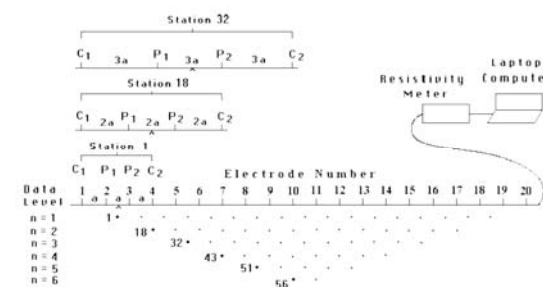 Station 32
C1 3a P1 3a P2 3a C2
Station 18
C1 2a P1 2a P2 2a C2
Station 1
C1 P1 P2 C2
Resistivity
Meter
Laptop
Compute
Electrode Number
Data
Level
1 2 3 4 5 6 7 8 9 10 11 12 13 14 15 16 17 18 19 20
a a a
n = 1 1
n = 2 18
n = 3 32
n = 4 43
n = 5 51
n = 6 56